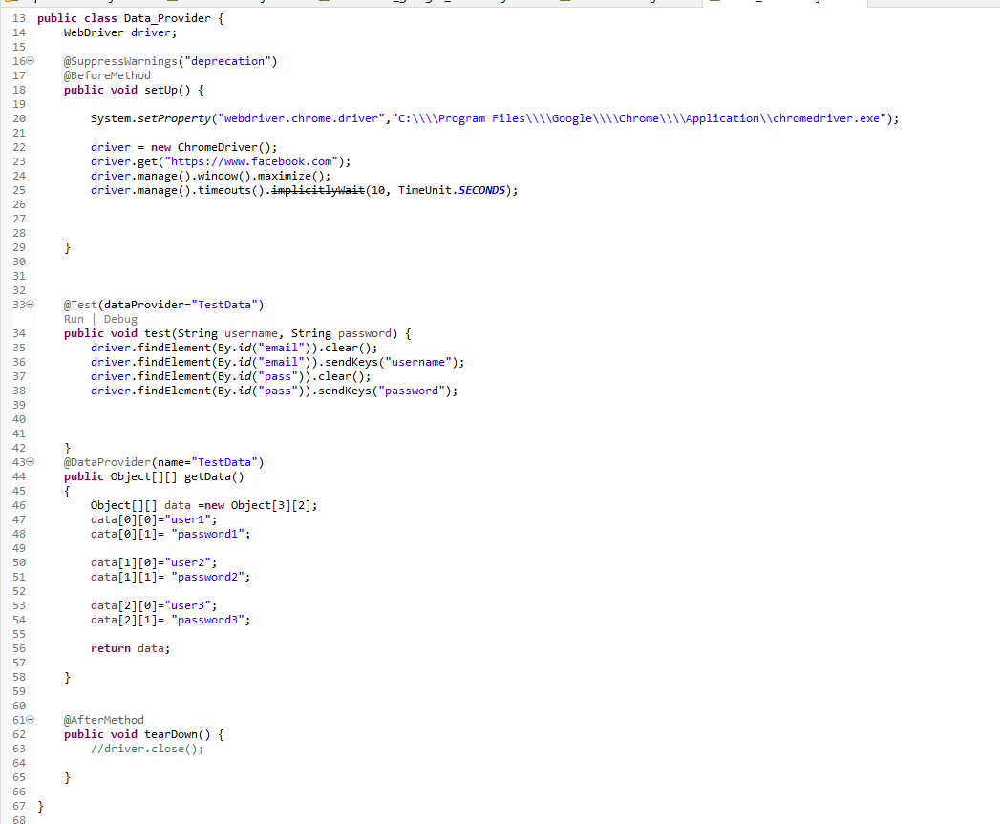 13 public class Data_Provider {
14 WebDriver driver;
15
16 @SuppressWarnings("deprecation")
17 @BeforeMethod
18 public void setUp() {
19
20 System.setProperty("webdriver.chrome.driver","C:\\\\Program Files\\\\Google\\\\Chrome\\\\Application\\chromedriver.exe");
21
22 driver = new ChromeDriver();
23 driver.get("https://www.facebook.com");
24 driver.manage().window().maximize();
25 driver.manage().timeouts().implicitlyWait(10, TimeUnit.SECONDS);
26
27
28
29 }
30
31
32
33 @Test(dataProvider="TestData")
Run | Debug
34 public void test(String username, String password) {
35 driver.findElement(By.id("email")).clear();
36 driver.findElement(By.id("email")).sendKeys("username");
37 driver.findElement(By.id("pass")).clear();
38 driver.findElement(By.id("pass")).sendKeys("password");
39
40
41
42 }
43 @DataProvider(name="TestData")
44 public Object[][] getData()
45 {
46 Object[][] data =new Object[3][2];
47 data[0][0]="user1";
48 data[0][1]= "password1";
49
50 data[1][0]="user2";
51 data[1][1]= "password2";
52
53 data[2][0]="user3";
54 data[2][1]= "password3";
55
56 return data;
57
58 }
59
60
61 @AfterMethod
62 public void tearDown() {
63 //driver.close();
64
65 }
66
67 }
68